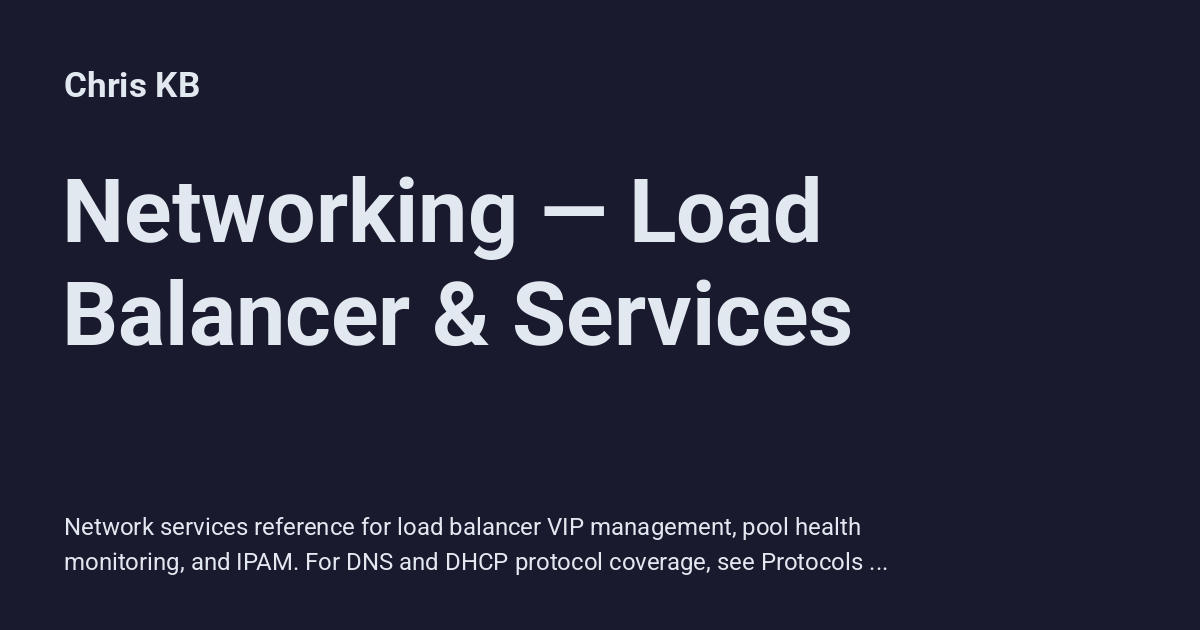 Chris KB
Networking — Load
Balancer & Services
Network services reference for load balancer VIP management, pool health
monitoring, and IPAM. For DNS and DHCP protocol coverage, see Protocols ...